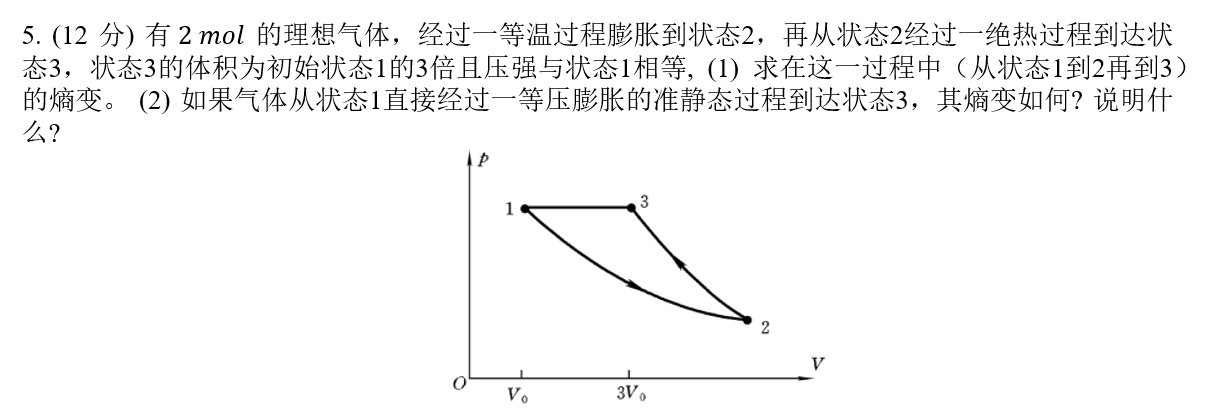 5. (12 分) 有 2 mol 的理想气体，经过一等温过程膨胀到状态2，再从状态2经过一绝热过程到达状
态3，状态3的体积为初始状态1的3倍且压强与状态1相等, (1) 求在这一过程中（从状态1到2再到3）
的熵变。 (2) 如果气体从状态1直接经过一等压膨胀的准静态过程到达状态3，其熵变如何? 说明什
么?
p
1
3
2
V
O
V₀
3V₀